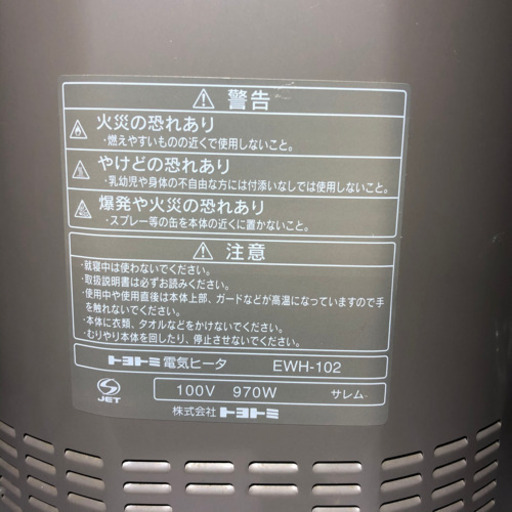 警告
火災の恐れあり
・燃えやすいものの近くで使用しないこと。
やけどの恐れあり
・乳幼児や身体の不自由な方には付添いなしでは使用しないこと。
爆発や火災の恐れあり
・スプレー等の缶を本体の近くに置かないこと。
注意
・就寝中は使わないでください。
・取扱説明書は必ずお読みください。
・使用中や使用直後は本体上部、ガードなどが高温になっていますので手
を触れないでください。
・本体に衣類、タオルなどをかけないでください。
・むりやり本体を回したり、停止させないでください。
トヨトミ電気ヒータ EWH-102
JET 100V 970W サレム
株式会社 トヨトミ